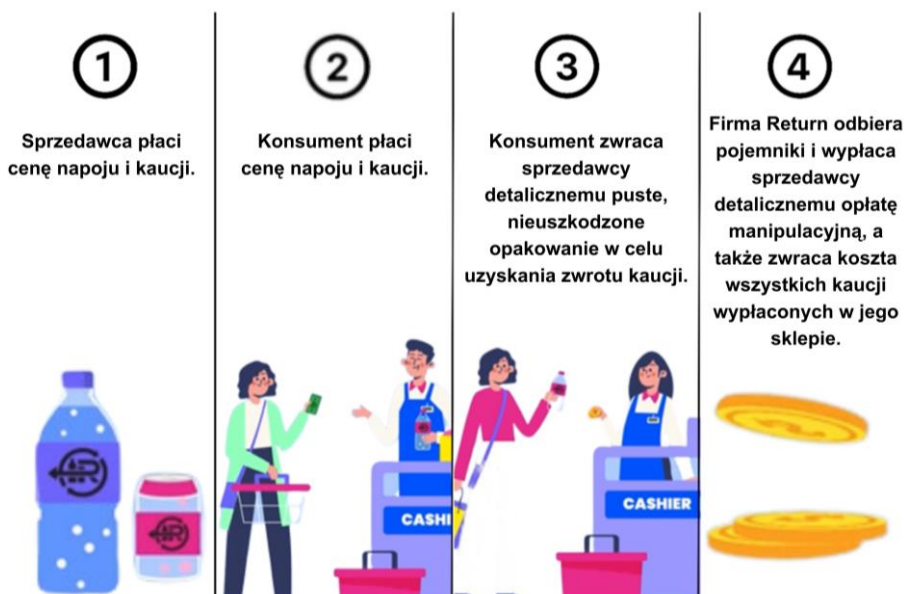 1
Sprzedawca płaci
cenę napoju i kaucji.
2
Konsument płaci
cenę napoju i kaucji.
CASHI
3
Konsument zwraca
sprzedawcy
detalicznemu puste,
nieuszkodzone
opakowanie w celu
uzyskania zwrotu kaucji.
CASHIER
4
Firma Return odbiera
pojemniki i wypłaca
sprzedawcy
detalicznemu opłatę
manipulacyjną, a
także zwraca koszta
wszystkich kaucji
wypłaconych w jego
sklepie.